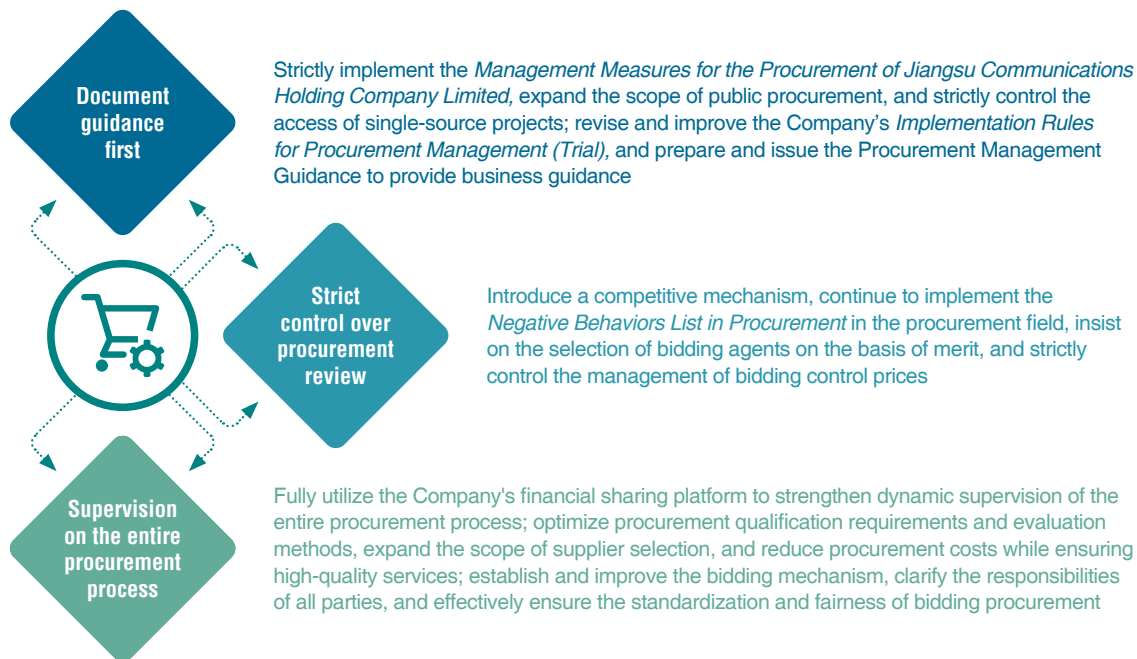 Document
guidance
first
Strictly implement the Management Measures for the Procurement of Jiangsu Communications
Holding Company Limited, expand the scope of public procurement, and strictly control the
access of single-source projects; revise and improve the Company’s Implementation Rules
for Procurement Management (Trial), and prepare and issue the Procurement Management
Guidance to provide business guidance
Strict
control over
procurement
review
Introduce a competitive mechanism, continue to implement the
Negative Behaviors List in Procurement in the procurement field, insist
on the selection of bidding agents on the basis of merit, and strictly
control the management of bidding control prices
Supervision
on the entire
procurement
process
Fully utilize the Company's financial sharing platform to strengthen dynamic supervision of the
entire procurement process; optimize procurement qualification requirements and evaluation
methods, expand the scope of supplier selection, and reduce procurement costs while ensuring
high-quality services; establish and improve the bidding mechanism, clarify the responsibilities
of all parties, and effectively ensure the standardization and fairness of bidding procurement